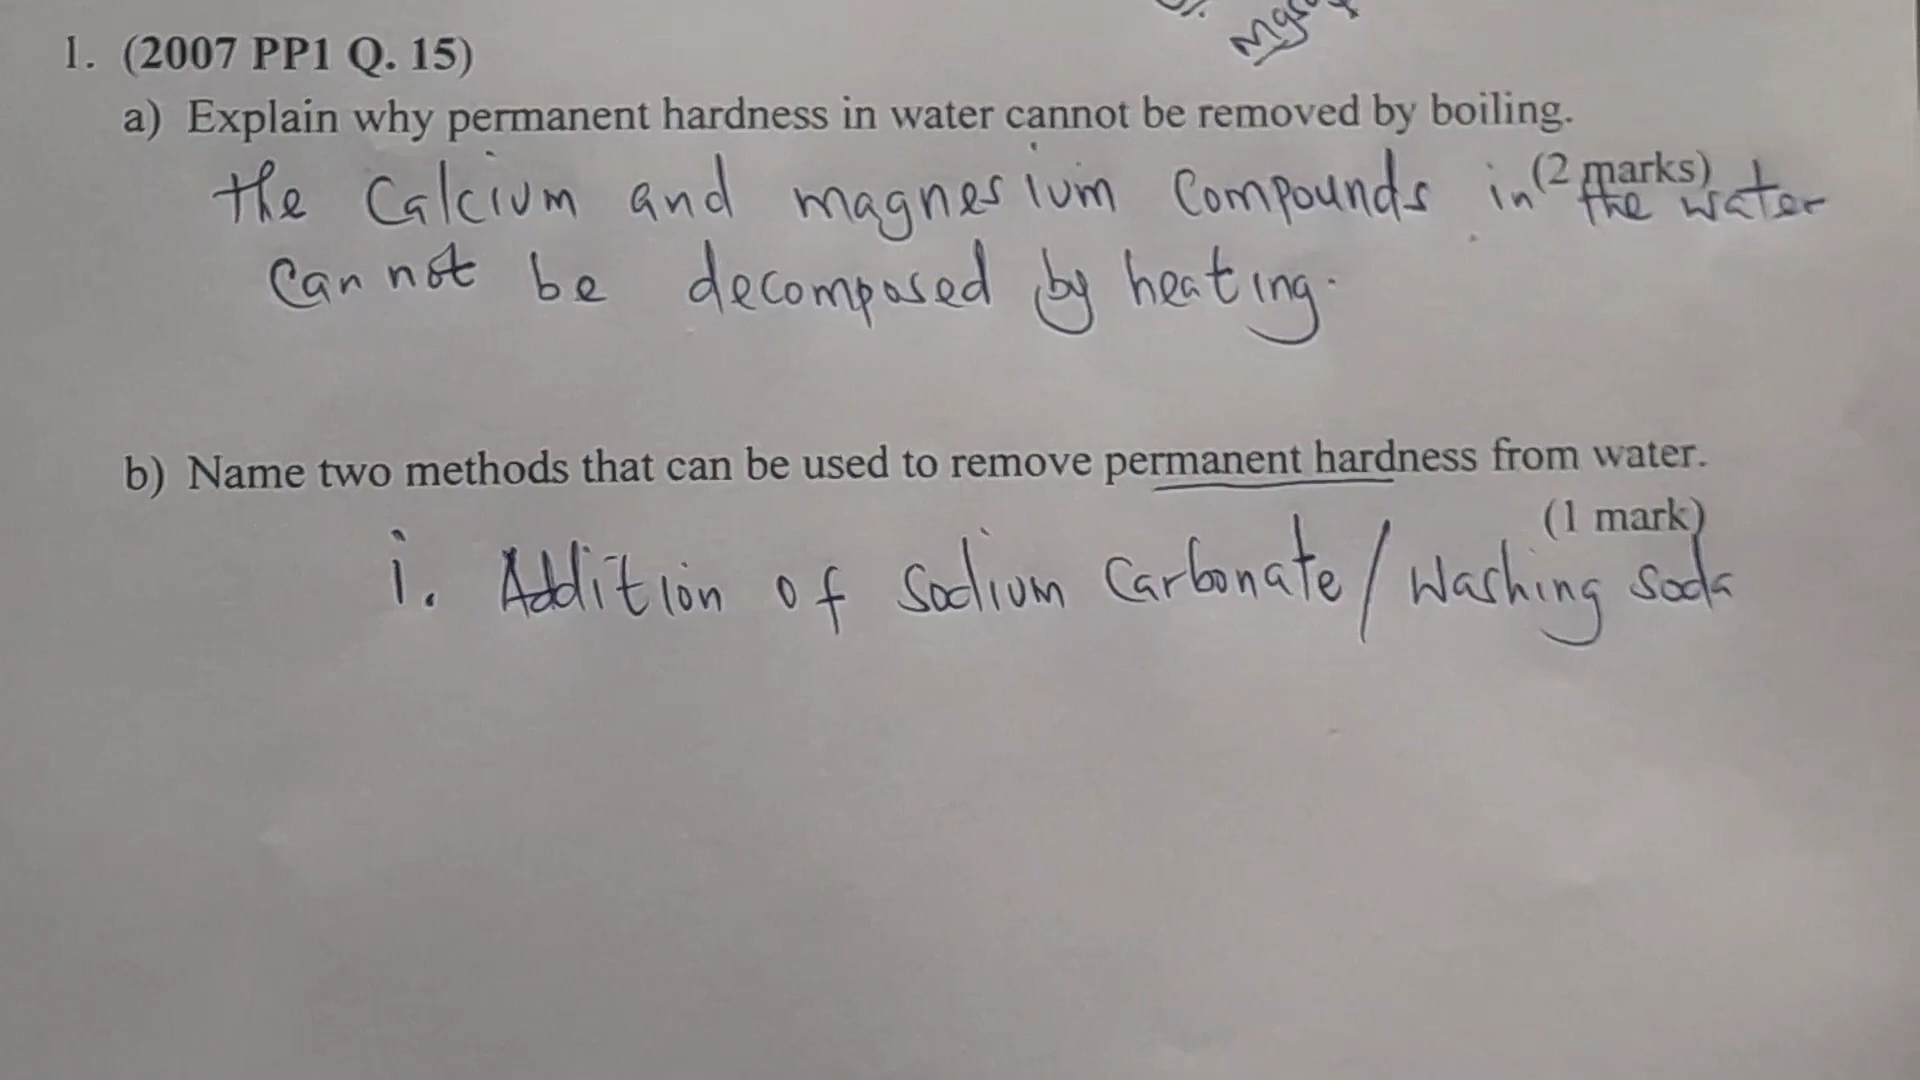 1. (2007 PP1 Q. 15)
a) Explain why permanent hardness in water cannot be removed by boiling.
(2 marks)
the Calcium and magnesium Compounds in the water
Can not be decomposed by heating.
b) Name two methods that can be used to remove permanent hardness from water.
(1 mark)
i. Addition of Sodium Carbonate / Washing Soda